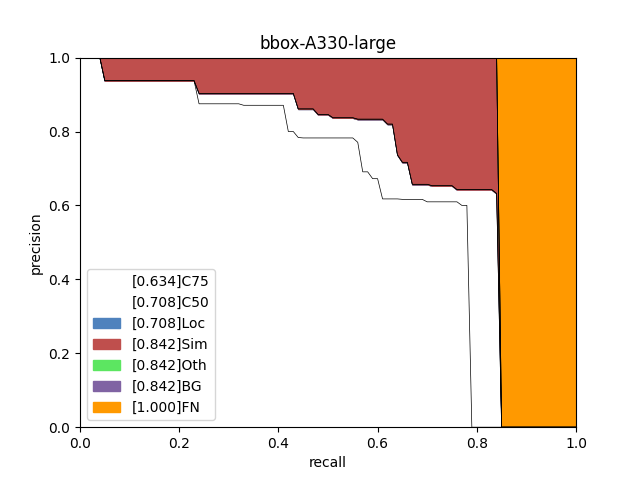 bbox-A330-large
precision
1.0
0.8
0.6
0.4
0.2
0.0
[0.634]C75
[0.708]C50
[0.708]Loc
[0.842]Sim
[0.842]Oth
[0.842]BG
[1.000]FN
0.0 0.2 0.4 0.6 0.8 1.0
recall